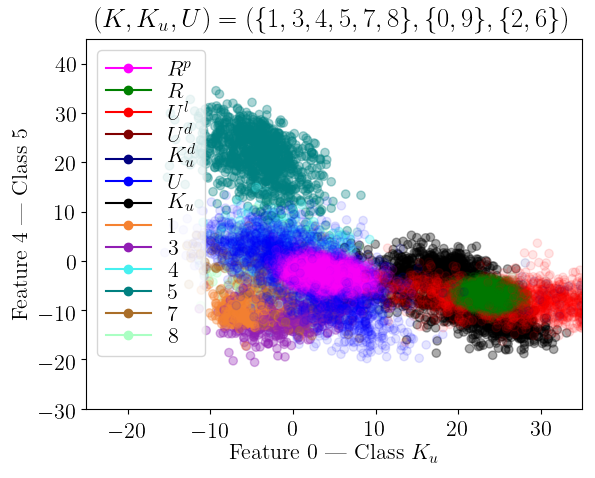 (K, K_u, U) = ({1, 3, 4, 5, 7, 8}, {0, 9}, {2, 6})
Feature 4 — Class 5
40
30
20
10
0
−10
−20
−30
R^p
R
U^l
U^d
K_u^d
U
K_u
1
3
4
5
7
8
−20 −10 0 10 20 30
Feature 0 — Class K_u